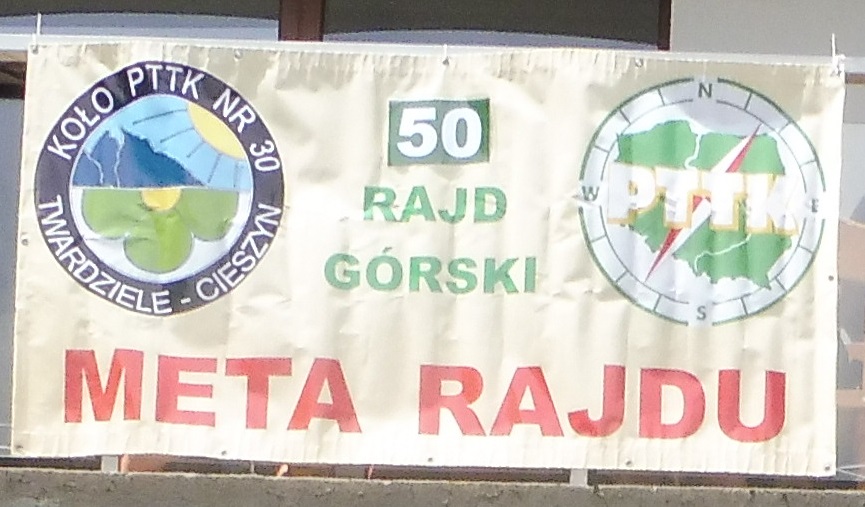 KOŁO PTTK NR 30
TWARDZIELE - CIESZYN
50
RAJD
GÓRSKI
N
W
E
S
PTTK
META RAJDU